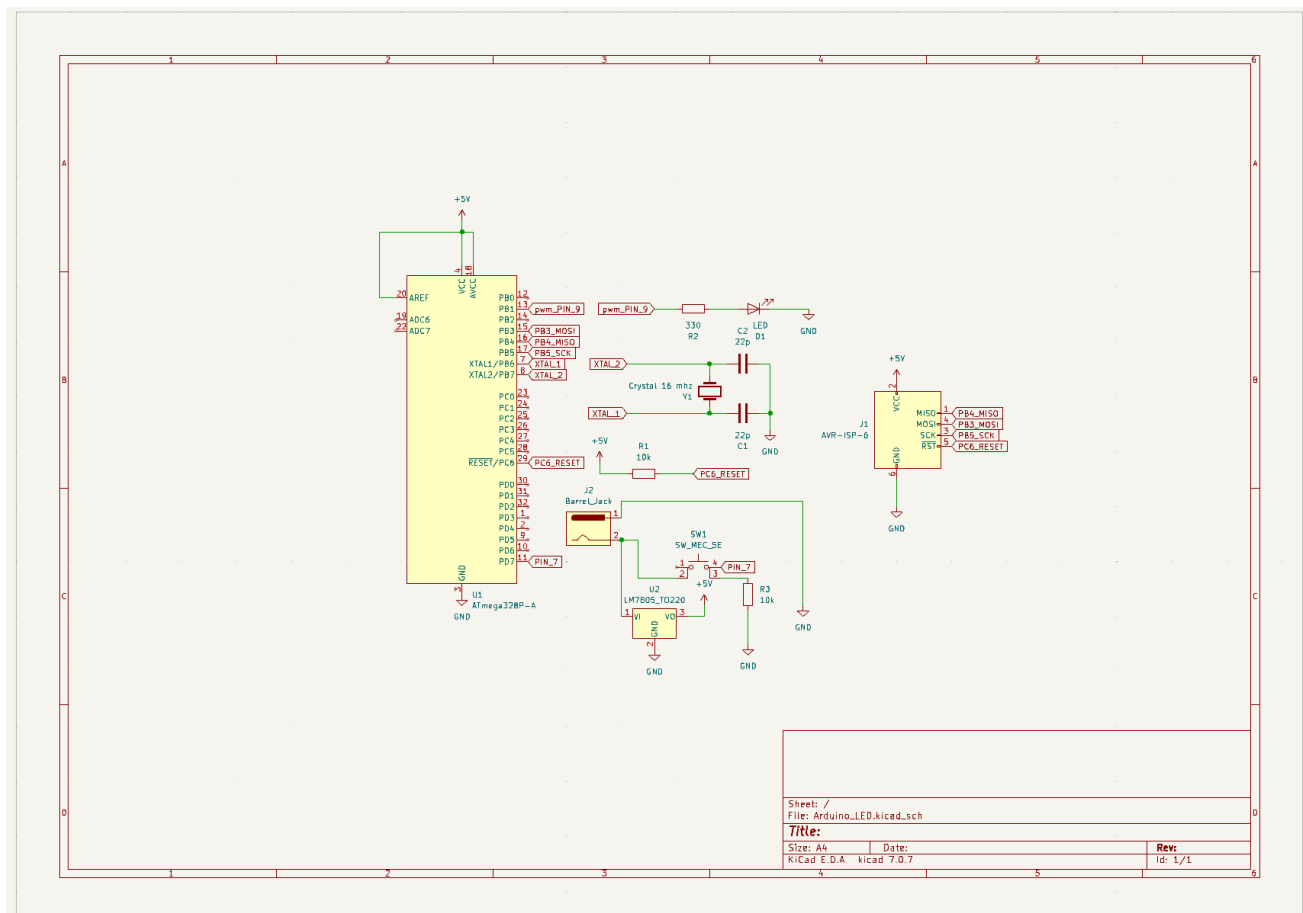 1 2 3 4 5 6
A A
B B
C C
D D
1 2 3 4 5 6
+5V
4 18
VCC AVCC
20 AREF
19 ADC6
22 ADC7
PB0 12
PB1 13 pwm_PIN_9
PB2 14
PB3 15 PB3_MOSI
PB4 16 PB4_MISO
PB5 17 PB5_SCK
XTAL1/PB6 7 XTAL_1
XTAL2/PB7 8 XTAL_2
PC0 23
PC1 24
PC2 25
PC3 26
PC4 27
PC5 28
RESET/PC6 29 PC6_RESET
PD0 30
PD1 31
PD2 32
PD3 1
PD4 2
PD5 9
PD6 10
PD7 11 PIN_7
GND
3
U1
ATmega328P-A
GND
pwm_PIN_9
330
R2
LED
D1
GND
C2
22p
XTAL_2
Crystal 16 mhz
Y1
XTAL_1
22p
C1
GND
+5V
R1
10k
PC6_RESET
J2
Barrel_Jack
1
2
SW1
SW_MEC_5E
1 4 PIN_7
2 3
+5V
U2
LM7805_TO220
1 VI VO 3
GND
2
GND
R3
10k
GND
GND
+5V
2
VCC
J1
AVR-ISP-6
MISO 1 PB4_MISO
MOSI 4 PB3_MOSI
SCK 3 PB5_SCK
RST 5 PC6_RESET
GND
6
GND
Sheet: /
File: Arduino_LED.kicad_sch
Title:
Size: A4 Date: Rev:
KiCad E.D.A. kicad 7.0.7 Id: 1/1